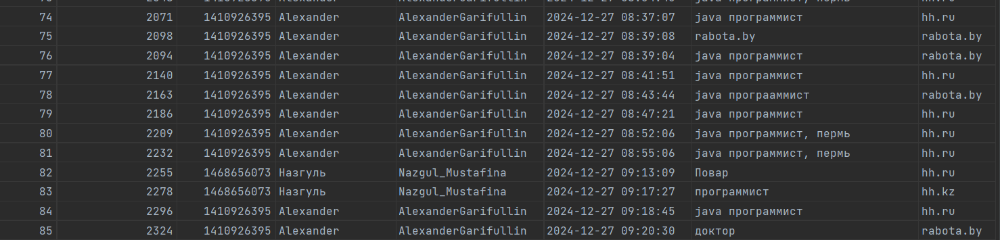 74 2071 1410926395 Alexander AlexanderGarifullin 2024-12-27 08:37:07 java программист hh.ru
75 2098 1410926395 Alexander AlexanderGarifullin 2024-12-27 08:39:08 rabota.by rabota.by
76 2094 1410926395 Alexander AlexanderGarifullin 2024-12-27 08:39:04 java программист rabota.by
77 2140 1410926395 Alexander AlexanderGarifullin 2024-12-27 08:41:51 java программист hh.ru
78 2163 1410926395 Alexander AlexanderGarifullin 2024-12-27 08:43:44 java програаммист rabota.by
79 2186 1410926395 Alexander AlexanderGarifullin 2024-12-27 08:47:21 java программист hh.ru
80 2209 1410926395 Alexander AlexanderGarifullin 2024-12-27 08:52:06 java программист, пермь hh.ru
81 2232 1410926395 Alexander AlexanderGarifullin 2024-12-27 08:55:06 java программист, пермь hh.ru
82 2255 1468656073 Назгуль Nazgul_Mustafina 2024-12-27 09:13:09 Повар hh.ru
83 2278 1468656073 Назгуль Nazgul_Mustafina 2024-12-27 09:17:27 программист hh.kz
84 2296 1410926395 Alexander AlexanderGarifullin 2024-12-27 09:18:45 java программист hh.ru
85 2324 1410926395 Alexander AlexanderGarifullin 2024-12-27 09:20:30 доктор rabota.by